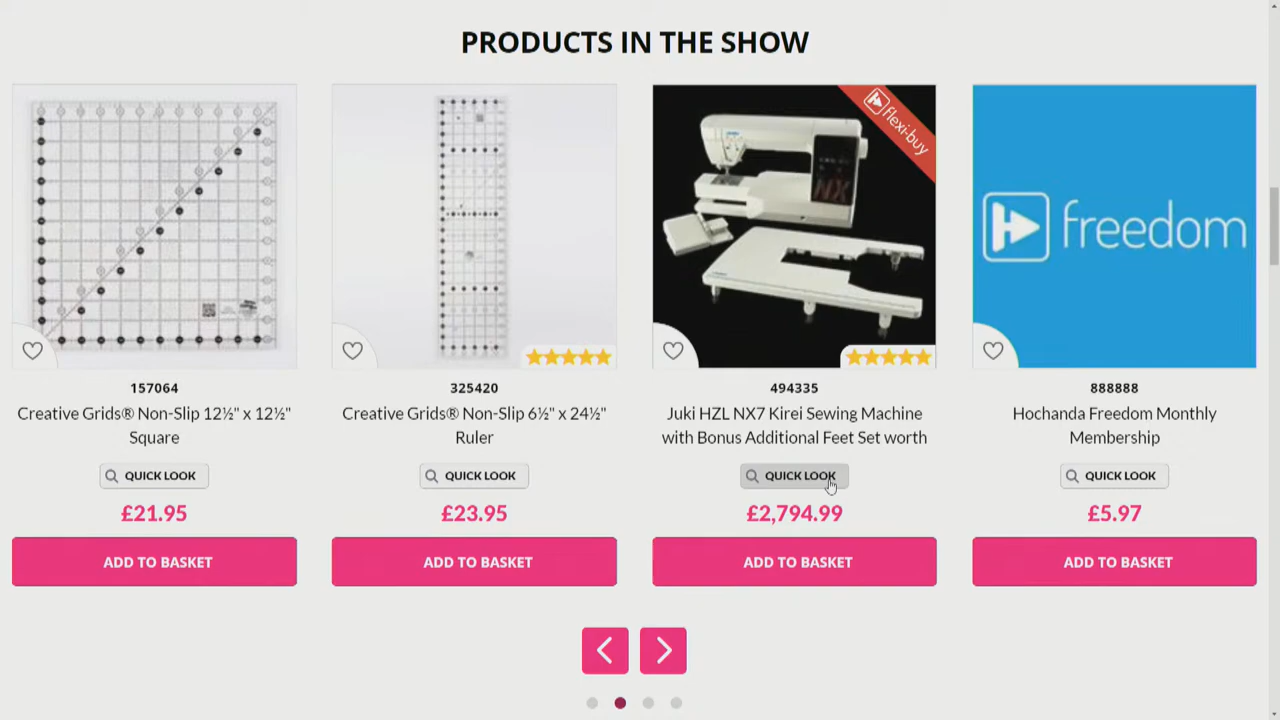 PRODUCTS IN THE SHOW
flexi-buy
NX
freedom
157064
325420
494335
888888
Creative Grids® Non-Slip 12½" x 12½"
Square
Creative Grids® Non-Slip 6½" x 24½"
Ruler
Juki HZL NX7 Kirei Sewing Machine
with Bonus Additional Feet Set worth
Hochanda Freedom Monthly
Membership
QUICK LOOK
QUICK LOOK
QUICK LOOK
QUICK LOOK
£21.95
£23.95
£2,794.99
£5.97
ADD TO BASKET
ADD TO BASKET
ADD TO BASKET
ADD TO BASKET